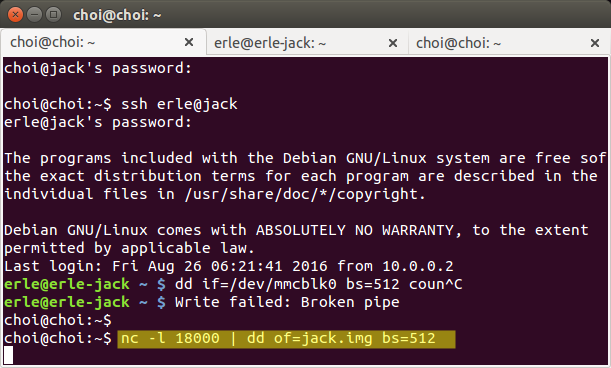 choi@choi: ~
choi@choi: ~ × erle@erle-jack: ~ × choi@choi: ~ ×
choi@jack's password:
choi@choi:~$ ssh erle@jack
erle@jack's password:
The programs included with the Debian GNU/Linux system are free sof
the exact distribution terms for each program are described in the
individual files in /usr/share/doc/*/copyright.
Debian GNU/Linux comes with ABSOLUTELY NO WARRANTY, to the extent
permitted by applicable law.
Last login: Fri Aug 26 06:21:41 2016 from 10.0.0.2
erle@erle-jack ~ $ dd if=/dev/mmcblk0 bs=512 coun^C
erle@erle-jack ~ $ Write failed: Broken pipe
choi@choi:~$
choi@choi:~$ nc -l 18000 | dd of=jack.img bs=512